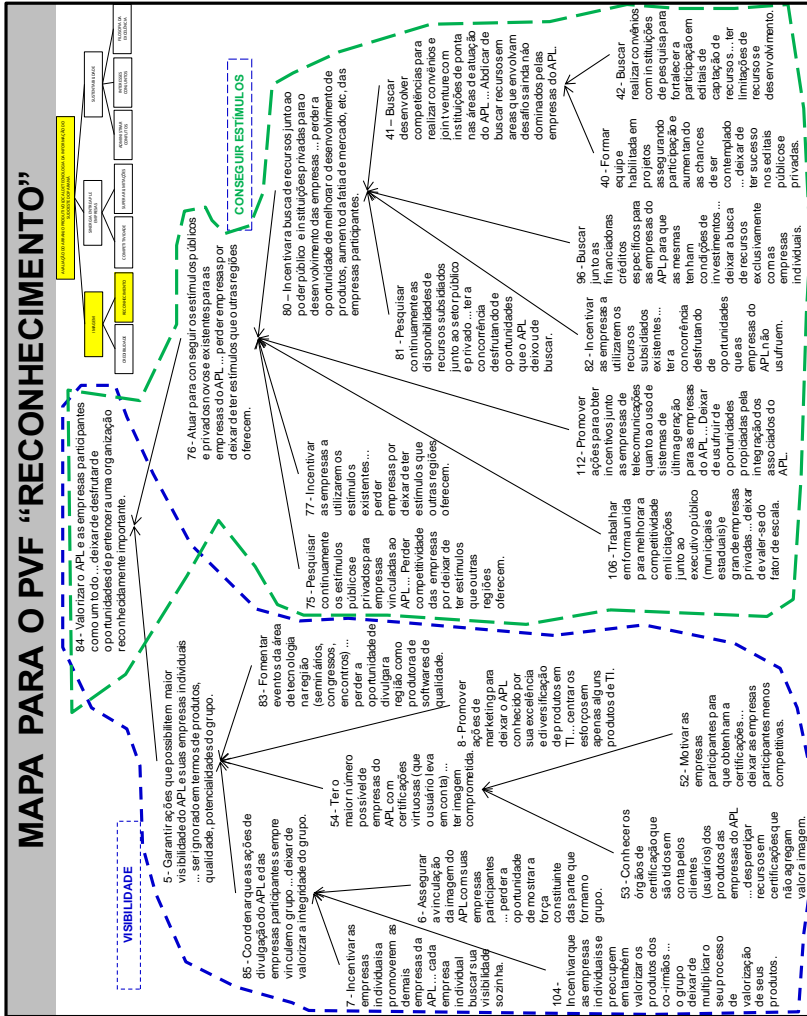 MAPA PARA O PVF “RECONHECIMENTO”
IMAGEM
SINERGIA ENTRE APL E
EMPRESAS
SUSTENTABILIDADE
CREDIBILIDADE
RECONHECIMENTO
COMPETITIVIDADE
SUPERAR LIMITAÇÕES
ADMINISTRAR
CONFLITOS
INTERESSES
CONJUNTOS
FILOSOFIA DA
EXCELÊNCIA
84 - Valorizar o APL e as empresas participantes
como um todo ... deixar de desfrutar de
oportunidades de pertencer a uma organização
reconhecidamente importante.
VISIBILIDADE
5 - Garantir ações que possibilitem maior
visibilidade do APL e suas empresas individuais
... ser ignorado em termos de produtos,
qualidade, potencialidades do grupo.
85 - Coordenar que as ações de
divulgação do APL e das
empresas participantes sempre
vinculem o grupo ... deixar de
valorizar a integridade do grupo.
7 - Incentivar as
empresas
individuais a
promoverem as
demais
empresas da
APL ... cada
empresa
individual
buscar sua
visibilidade
sozinha.
104 -
Incentivar que
as empresas
individuais se
preocupem
em também
valorizar os
produtos dos
co-irmãos ...
o grupo
deixar de
multiplicar o
seu processo
de
valorização
de seus
produtos.
6 - Assegurar
a vinculação
da imagem do
APL com suas
empresas
participantes
... perder a
oportunidade
de mostrar a
força
constituinte
das parte que
formam o
grupo.
54 - Ter o
maior número
possível de
empresas do
APL com
certificações
virtuosas (que
o usuário leva
em conta) ...
ter imagem
comprometida.
53 - Conhecer os
órgãos de
certificação que
são tidos em
conta pelos
clientes
(usuários) dos
produtos das
empresas do APL
... desperdiçar
recursos em
certificações que
não agregam
valor a imagem.
52 - Motivar as
empresas
participantes para
que obtenham a
certificações ...
deixar as empresas
participantes menos
competitivas.
8 - Promover
ações de
marketing para
deixar o APL
conhecido por
sua excelência
e diversificação
de produtos em
TI ... centrar os
esforços em
apenas alguns
produtos de TI.
83 - Fomentar
eventos da área
de tecnologia
na região
(seminários,
congressos,
encontros) ...
perder a
oportunidade de
divulgar a
região como
produtora de
softwares de
qualidade.
76 - Atuar para conseguir os estímulos públicos
e privados novos e existentes para as
empresas do APL ... perder empresas por
deixar de ter estímulos que outras regiões
oferecem.
CONSEGUIR ESTÍMULOS
75 - Pesquisar
continuamente
os estímulos
públicos e
privados para
empresas
vinculadas ao
APL ... Perder
competitividade
das empresas
por deixar de
ter estímulos
que outras
regiões
oferecem.
77 - Incentivar
as empresas a
utilizarem os
estímulos
existentes ...
perder
empresas por
deixar de ter
estímulos que
outras regiões
oferecem.
106 - Trabalhar
em forma unida
para melhorar a
competitividade
em licitações
junto ao
executivo público
(municipais e
estaduais) e
grande empresas
privadas ... deixar
de valer-se do
fator de escala.
112 - Promover
ações para obter
incentivos junto
as empresas de
telecomunicações
quanto ao uso de
sistemas de
última geração
para as empresas
do APL ... Deixar
de usufruir de
oportunidades
propiciadas pela
integração dos
associados do
APL.
80 – Incentivar a busca de recursos junto ao
poder público e instituições privadas para o
desenvolvimento das empresas ... perder a
oportunidade de melhorar o desenvolvimento de
produtos, aumento da fatia de mercado, etc, das
empresas participantes.
81 - Pesquisar
continuamente as
disponibilidades de
recursos subsidiados
junto ao setor público
e privado ... ter a
concorrência
desfrutando de
oportunidades
que o APL
deixou de
buscar.
82 - Incentivar
as empresas a
utilizarem os
recursos
subsidiados
existentes ...
ter a
concorrência
desfrutando
de
oportunidades
que as
empresas do
APL não
usufruem.
96 - Buscar
junto as
financiadoras
créditos
específicos para
as empresas do
APL para que
as mesmas
tenham
condições de
investimentos ...
deixar a busca
de recursos
exclusivamente
com as
empresas
individuais.
41 – Buscar
desenvolver
competências para
realizar convênios e
joint venture com
instituições de ponta
nas áreas de atuação
do APL ... Abdicar de
buscar recursos em
areas que envolvam
desafios ainda não
dominados pelas
empresas do APL.
40 - Formar
equipe
habilitada em
projetos
assegurando
participação e
aumentando
as chances
de ser
contemplado
... deixar de
ter sucesso
nos editais
públicos e
privadas.
42 - Buscar
realizar convênios
com instituições
de pesquisa para
fortalecer a
participação em
editais de
captação de
recursos ... ter
limitações de
recursos e
desenvolvimento.